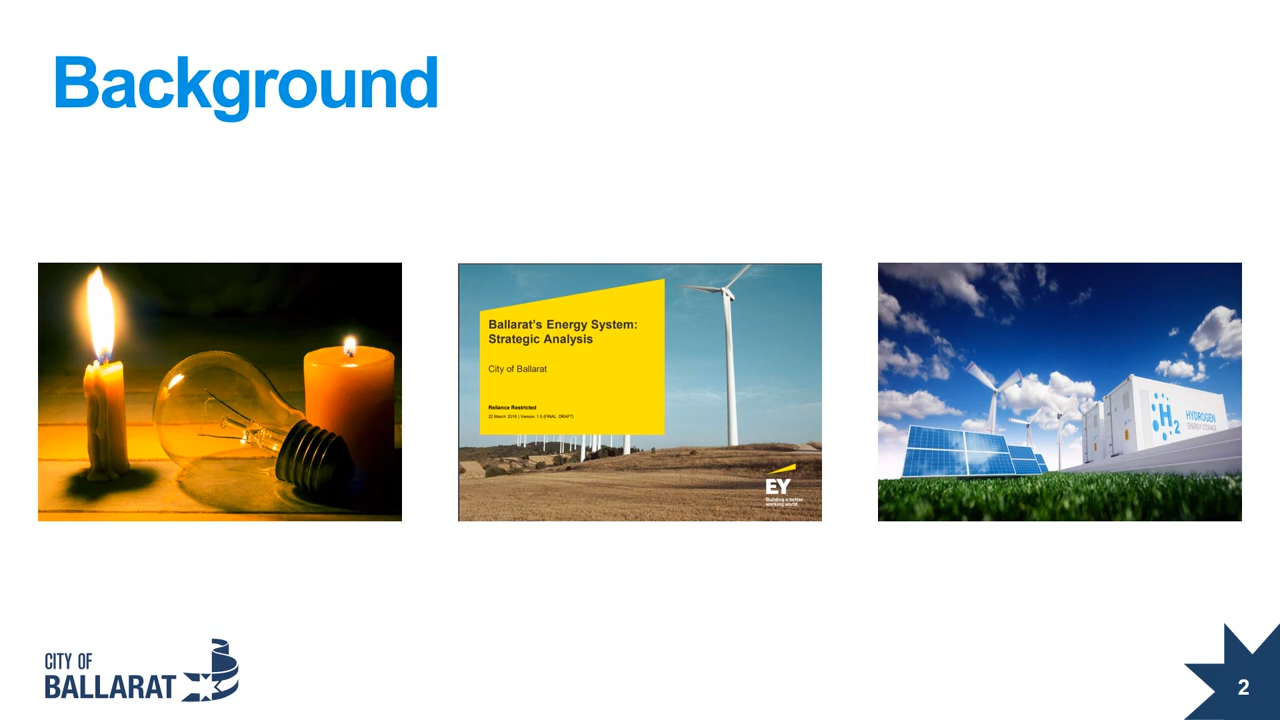 Background
Ballarat's Energy System:
Strategic Analysis
City of Ballarat
Reliance Restricted
22 March 2018 | Version 1.0 (FINAL DRAFT)
EY
Building a better
working world
H2
HYDROGEN
ENERGY STORAGE
CITY OF
BALLARAT
2